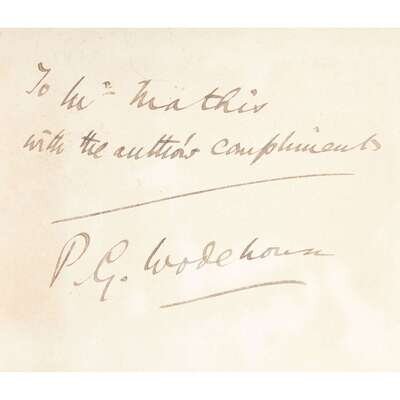 To Mr Mathis
with the author's compliments
P. G. Wodehouse